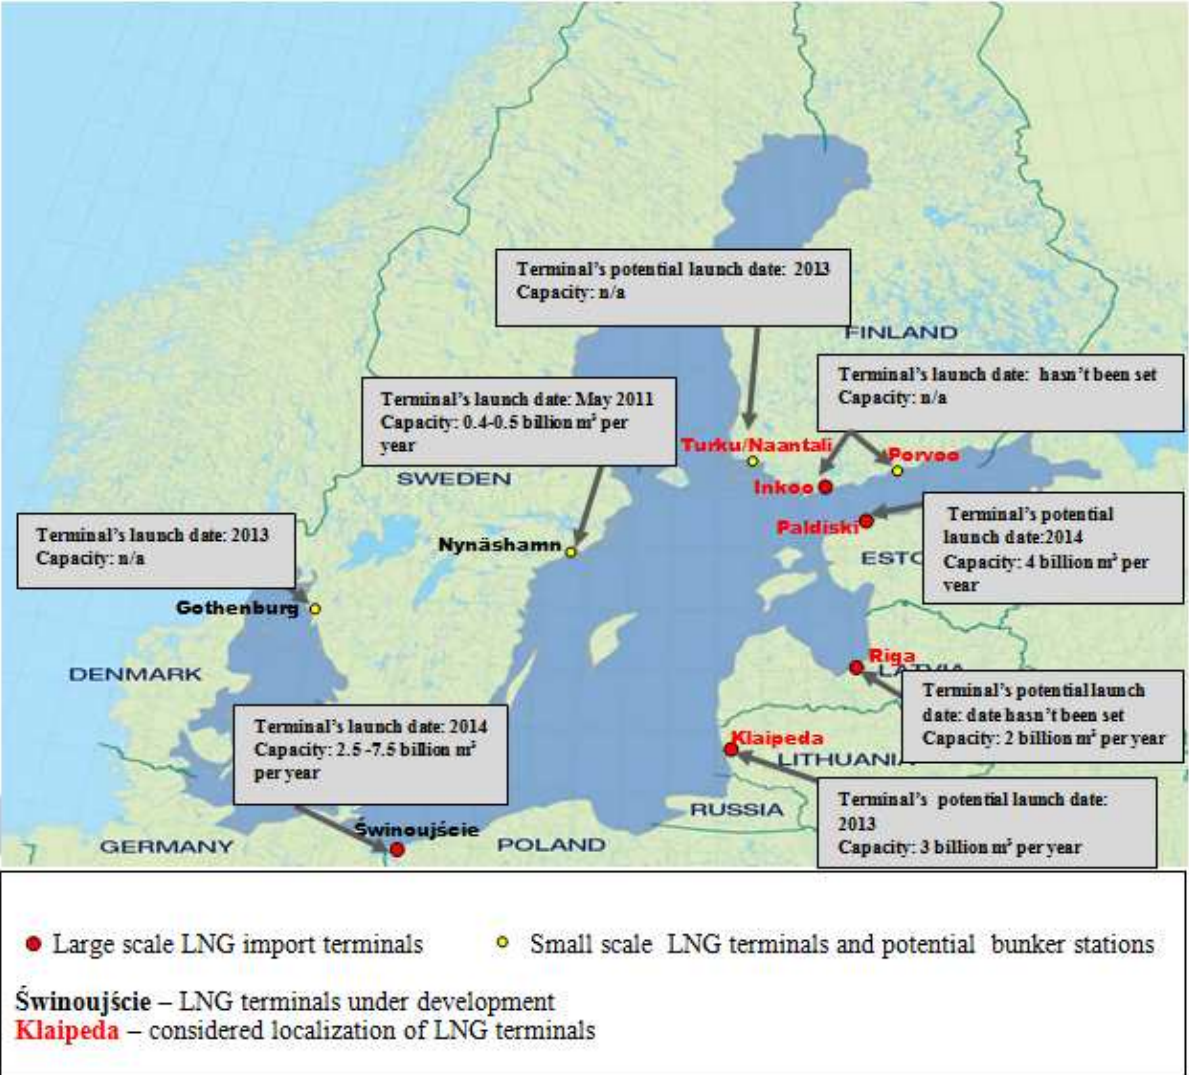 Terminal's potential launch date: 2013
Capacity: n/a
FINLAND
Terminal's launch date: hasn't been set
Capacity: n/a
Terminal's launch date: May 2011
Capacity: 0.4-0.5 billion m³ per
year
Turku/Naantali
Porvoo
SWEDEN
Inkoo
Terminal's launch date: 2013
Capacity: n/a
Paldiski
Terminal's potential
launch date:2014
Capacity: 4 billion m³ per
year
Nynäshamn
ESTO
Gothenburg
DENMARK
Riga
LATVIA
Terminal's potential launch
date: date hasn't been set
Capacity: 2 billion m³ per year
Terminal's launch date: 2014
Capacity: 2.5 -7.5 billion m³
per year
Klaipeda
LITHUANIA
Terminal's potential launch date:
2013
Capacity: 3 billion m³ per year
RUSSIA
Świnoujście
GERMANY
POLAND
Large scale LNG import terminals
Small scale LNG terminals and potential bunker stations
Świnoujście – LNG terminals under development
Klaipeda – considered localization of LNG terminals